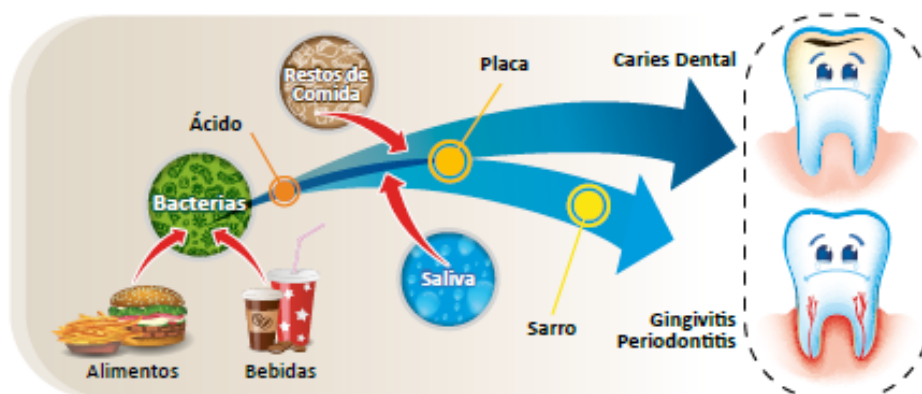 Restos de
Comida
Placa
Caries Dental
Ácido
Bacterias
Saliva
Sarro
Gingivitis
Periodontitis
Alimentos
Bebidas